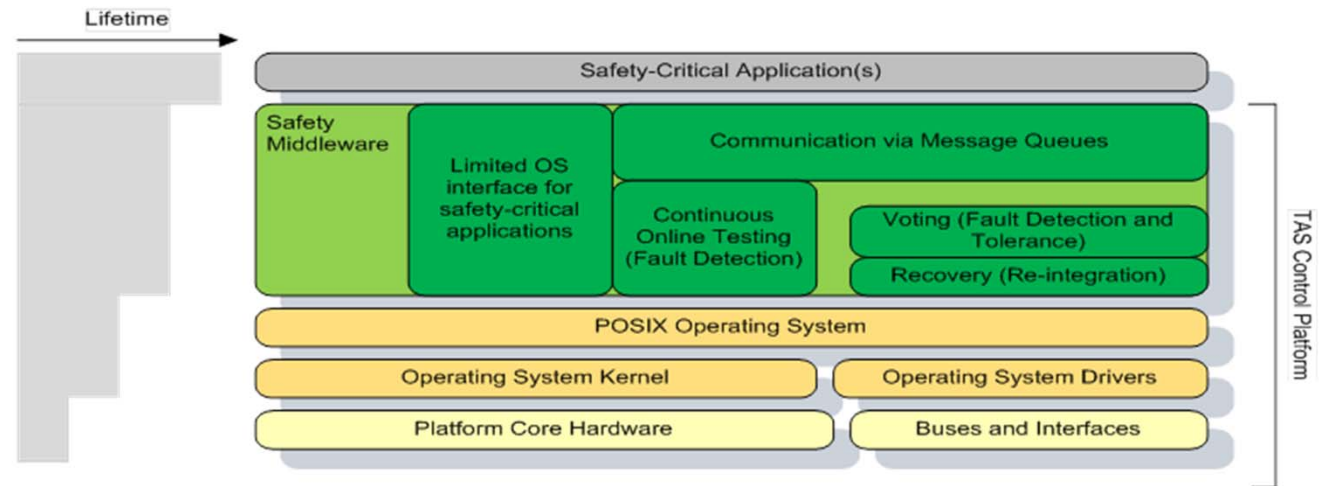 Lifetime
Safety-Critical Application(s)
Safety
Middleware
Limited OS
interface for
safety-critical
applications
Communication via Message Queues
Continuous
Online Testing
(Fault Detection)
Voting (Fault Detection and
Tolerance)
Recovery (Re-integration)
POSIX Operating System
Operating System Kernel
Operating System Drivers
Platform Core Hardware
Buses and Interfaces
TAS Control Platform